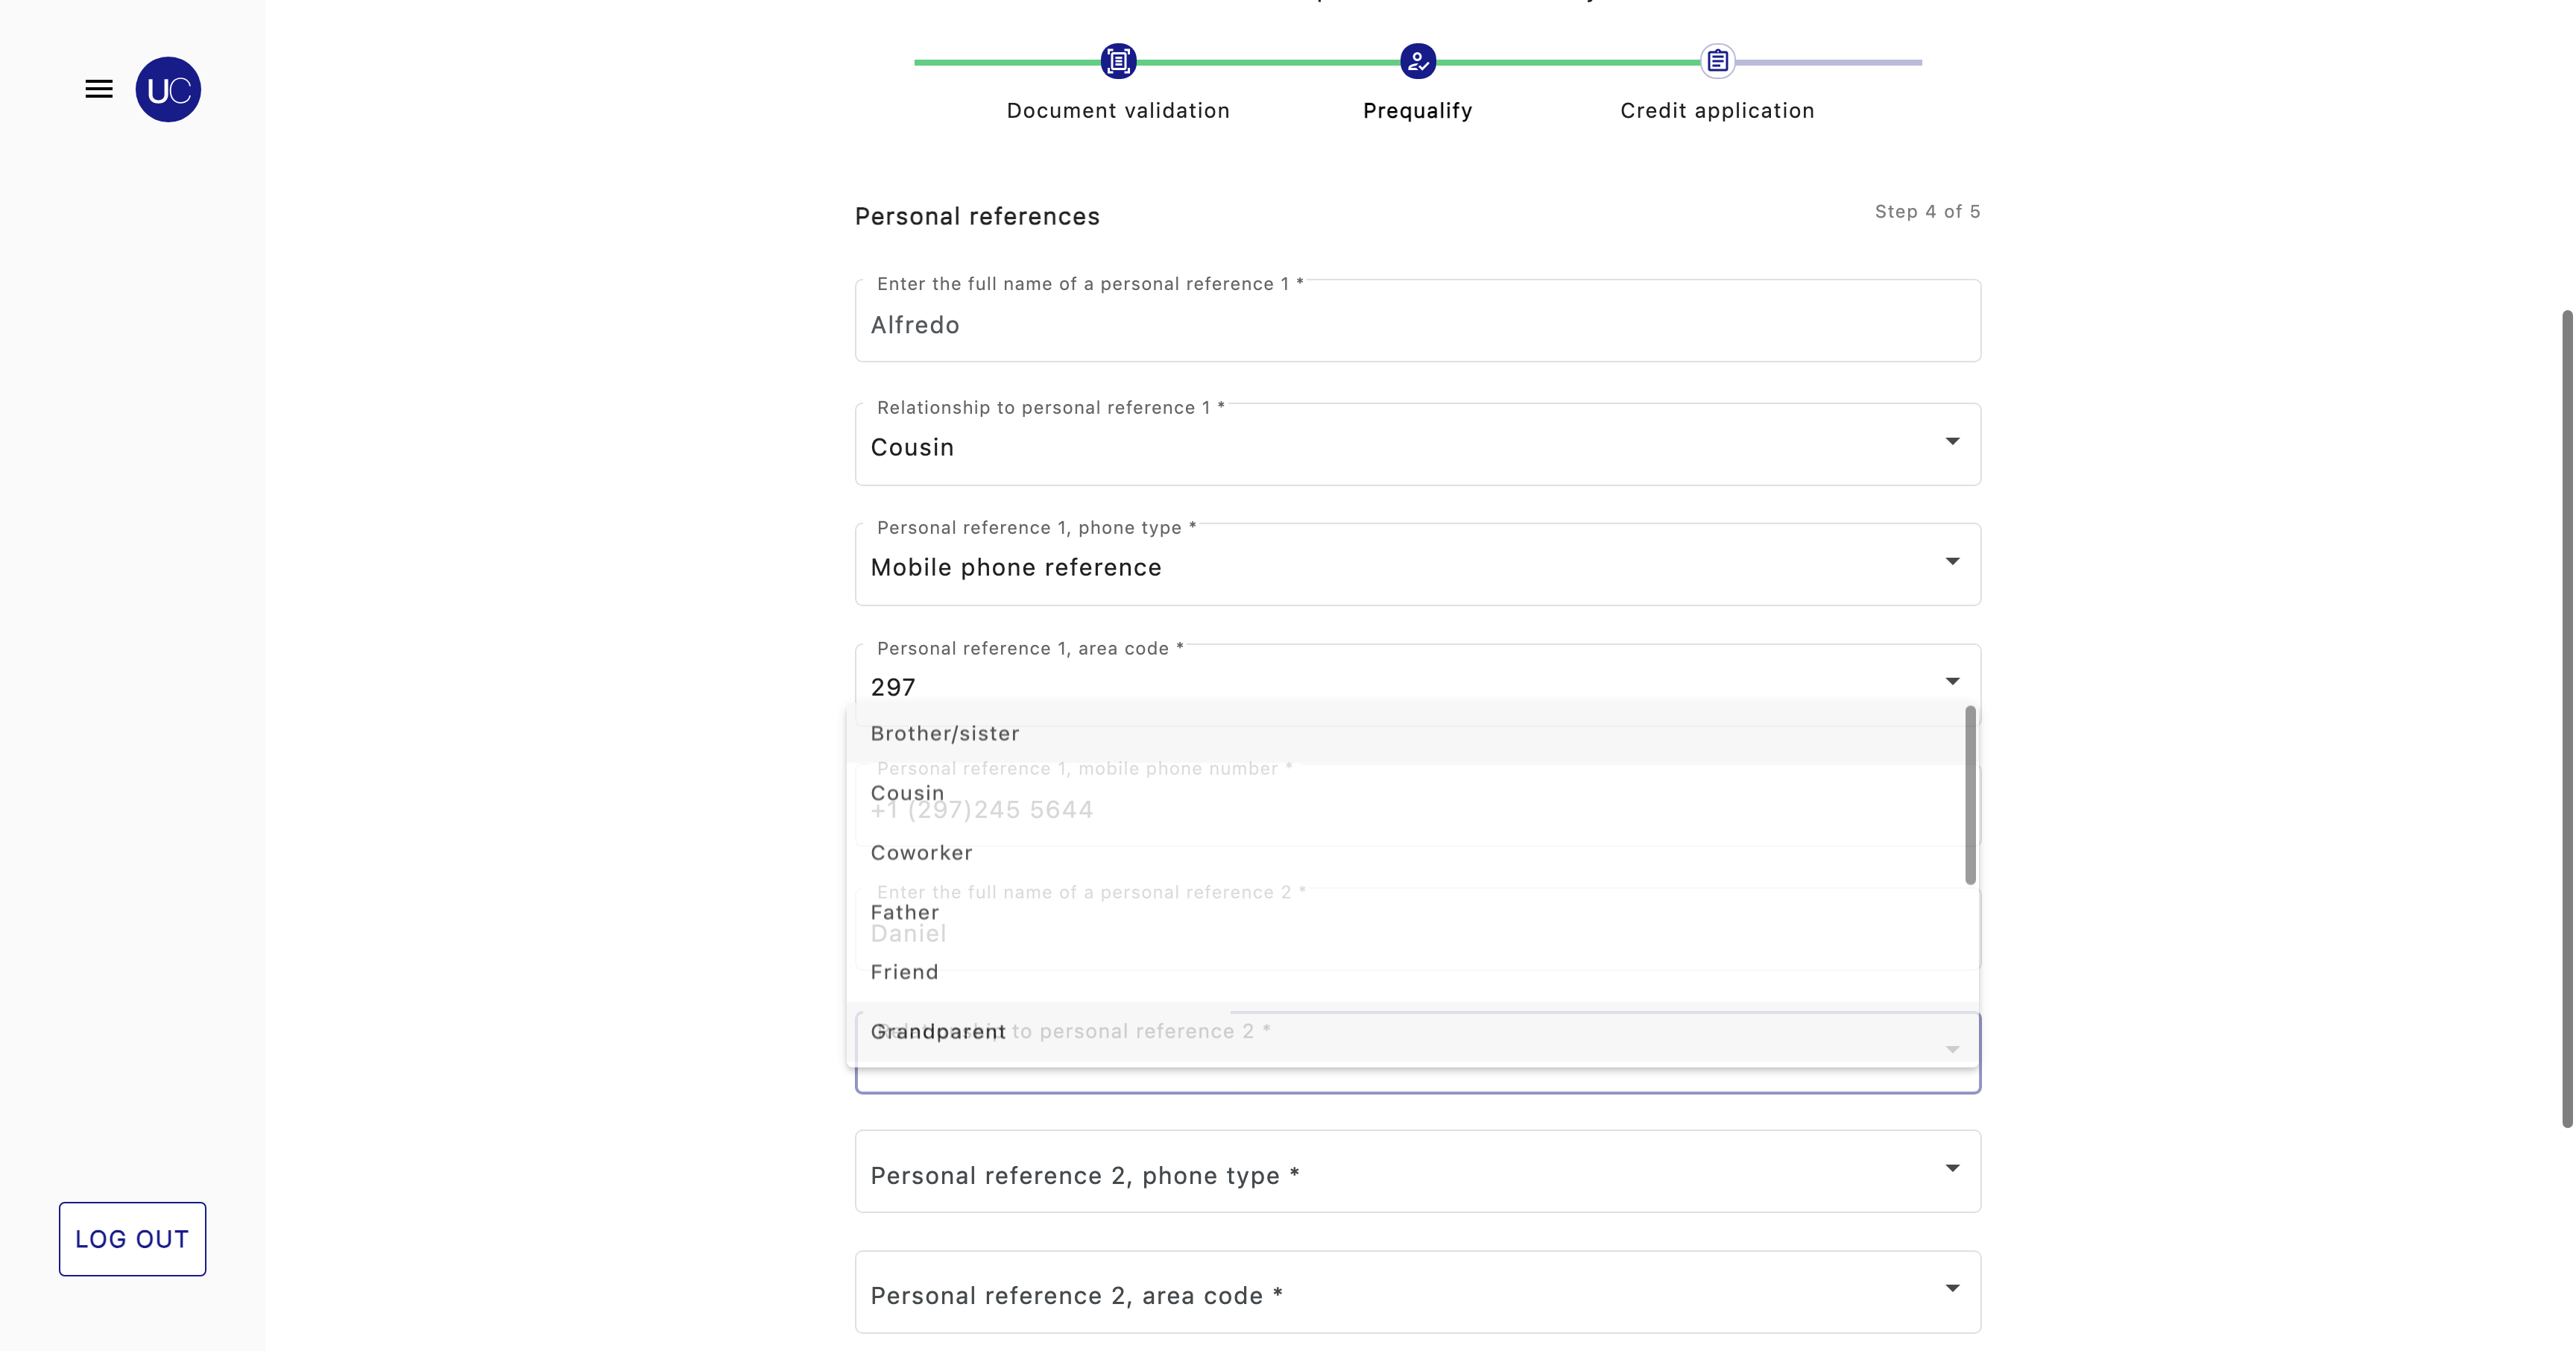 UC
Document validation
Prequalify
Credit application
Personal references
Step 4 of 5
Enter the full name of a personal reference 1 *
Alfredo
Relationship to personal reference 1 *
Cousin
Personal reference 1, phone type *
Mobile phone reference
Personal reference 1, area code *
297
Brother/sister
Personal reference 1, mobile phone number *
Cousin
+1 (297)245 5644
Coworker
Enter the full name of a personal reference 2 *
Father
Daniel
Friend
Grandparent
Relationship to personal reference 2 *
Personal reference 2, phone type *
LOG OUT
Personal reference 2, area code *